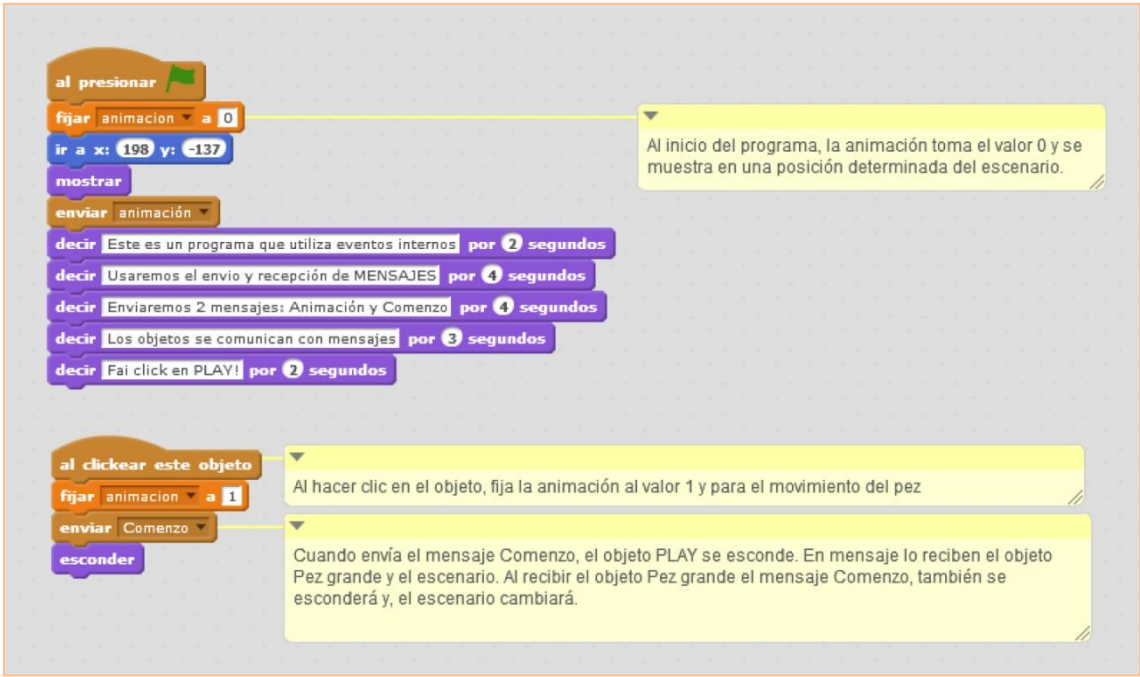 al presionar
fijar animacion a 0
ir a x: 198 y: -137
mostrar
enviar animación
decir Este es un programa que utiliza eventos internos por 2 segundos
decir Usaremos el envio y recepción de MENSAJES por 4 segundos
decir Enviaremos 2 mensajes: Animación y Comenzo por 4 segundos
decir Los objetos se comunican con mensajes por 3 segundos
decir Fai click en PLAY! por 2 segundos
Al inicio del programa, la animación toma el valor 0 y se
muestra en una posición determinada del escenario.
al clickear este objeto
fijar animacion a 1
enviar Comenzo
esconder
Al hacer clic en el objeto, fija la animación al valor 1 y para el movimiento del pez
Cuando envía el mensaje Comenzo, el objeto PLAY se esconde. En mensaje lo reciben el objeto
Pez grande y el escenario. Al recibir el objeto Pez grande el mensaje Comenzo, también se
esconderá y, el escenario cambiará.